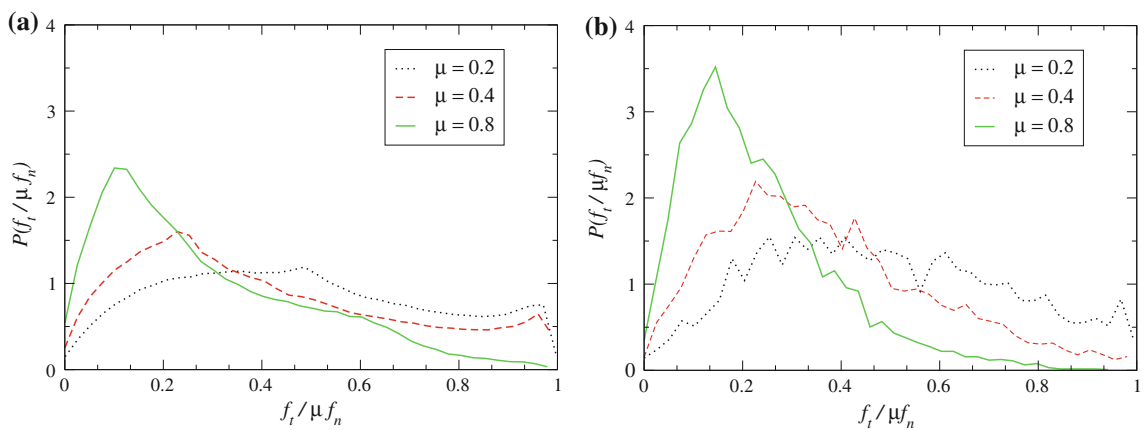 (a)
4
3
2
1
0
P(f_t / μ f_n)
μ = 0.2
μ = 0.4
μ = 0.8
0 0.2 0.4 0.6 0.8 1
f_t / μ f_n
(b)
4
3
2
1
0
P(f_t / μf_n)
μ = 0.2
μ = 0.4
μ = 0.8
0 0.2 0.4 0.6 0.8 1
f_t / μf_n